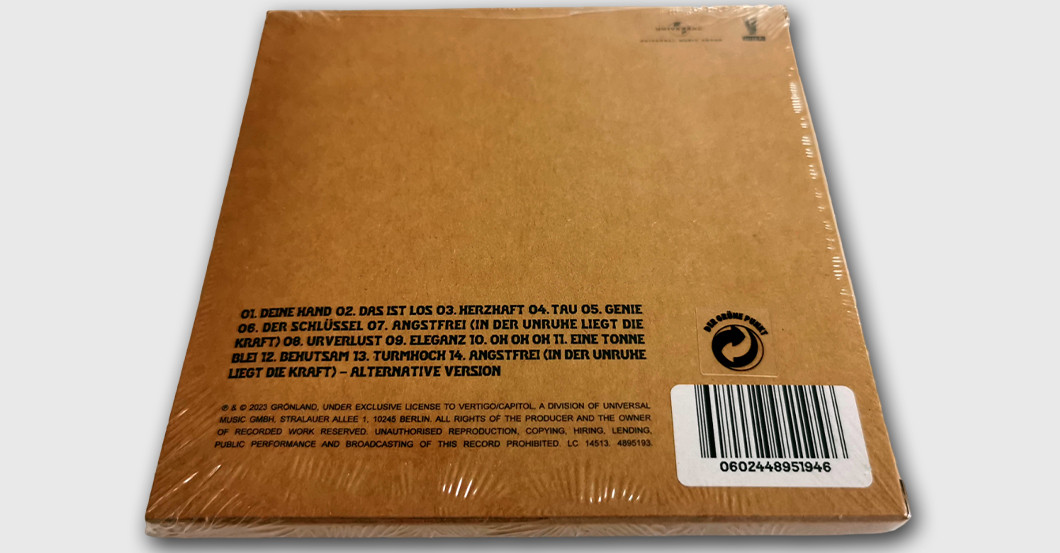 UNIVERSAL
UNIVERSAL MUSIC GROUP
01. DEINE HAND 02. DAS IST LOS 03. HERZHAFT 04. TAU 05. GENIE
06. DER SCHLÜSSEL 07. ANGSTFREI (IN DER UNRUHE LIEGT DIE
KRAFT) 08. URVERLUST 09. ELEGANZ 10. OH OH OH 11. EINE TONNE
BLEI 12. BEHUTSAM 13. TURMHOCH 14. ANGSTFREI (IN DER UNRUHE
LIEGT DIE KRAFT) – ALTERNATIVE VERSION
DER GRÜNE PUNKT
℗ & © 2023 GRÖNLAND, UNDER EXCLUSIVE LICENSE TO VERTIGO/CAPITOL, A DIVISION OF UNIVERSAL
MUSIC GMBH, STRALAUER ALLEE 1, 10245 BERLIN. ALL RIGHTS OF THE PRODUCER AND THE OWNER
OF RECORDED WORK RESERVED. UNAUTHORISED REPRODUCTION, COPYING, HIRING, LENDING,
PUBLIC PERFORMANCE AND BROADCASTING OF THIS RECORD PROHIBITED. LC 14513. 4895193.
0602448951946